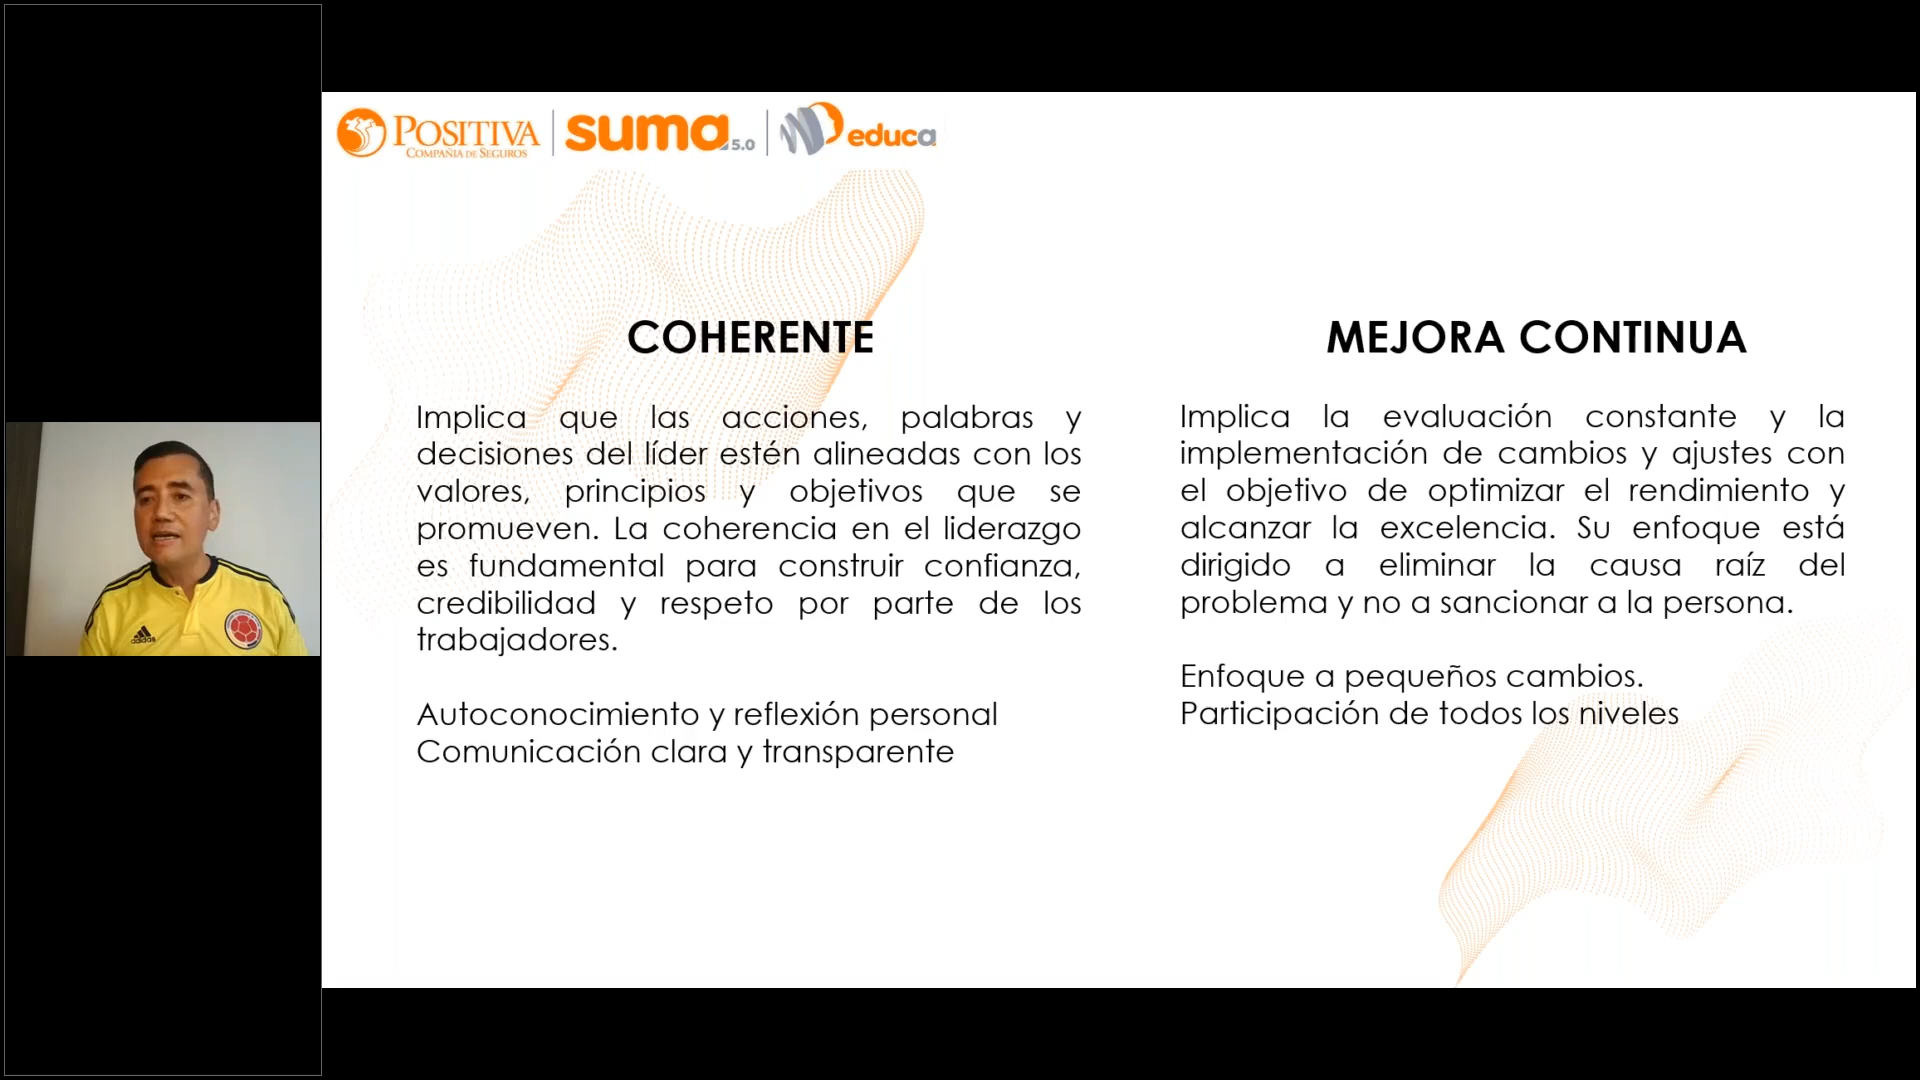 POSITIVA
COMPAÑIA DE SEGUROS
suma 5.0
educa
COHERENTE
Implica que las acciones, palabras y
decisiones del líder estén alineadas con los
valores, principios y objetivos que se
promueven. La coherencia en el liderazgo
es fundamental para construir confianza,
credibilidad y respeto por parte de los
trabajadores.
Autoconocimiento y reflexión personal
Comunicación clara y transparente
MEJORA CONTINUA
Implica la evaluación constante y la
implementación de cambios y ajustes con
el objetivo de optimizar el rendimiento y
alcanzar la excelencia. Su enfoque está
dirigido a eliminar la causa raíz del
problema y no a sancionar a la persona.
Enfoque a pequeños cambios.
Participación de todos los niveles
adidas